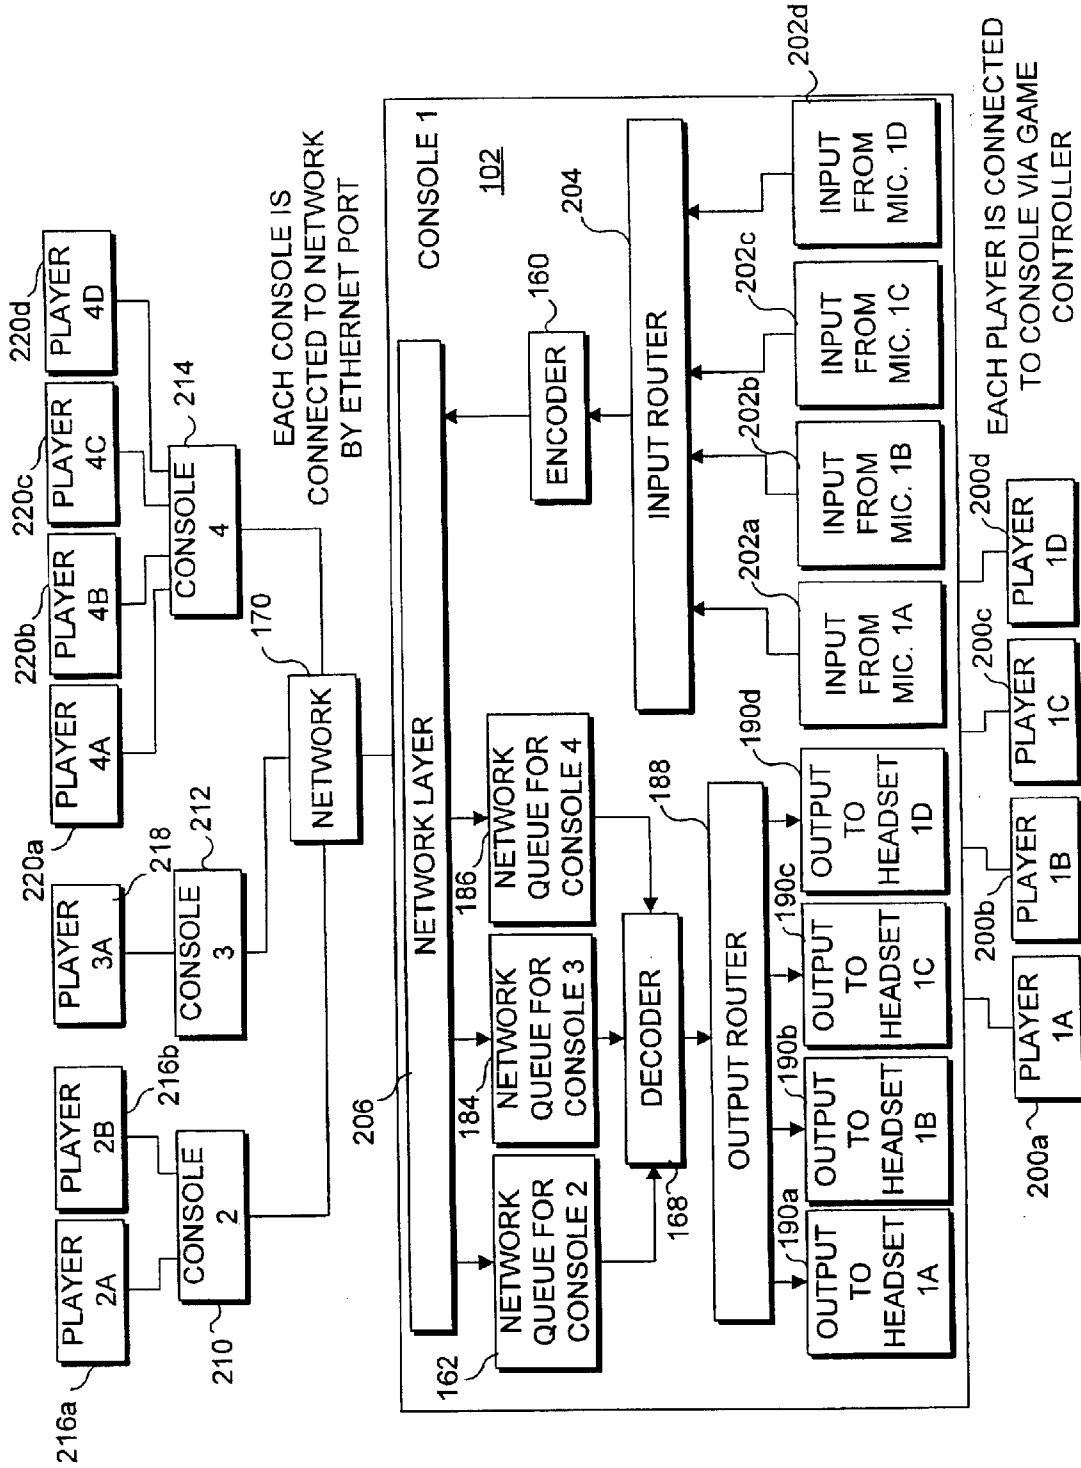 216a
PLAYER
2A
PLAYER
2B
216b
CONSOLE
2
210
PLAYER
3A
218
CONSOLE
3
212
220a
PLAYER
4A
220b
PLAYER
4B
220c
PLAYER
4C
220d
PLAYER
4D
CONSOLE
4
214
NETWORK
170
EACH CONSOLE IS
CONNECTED TO NETWORK
BY ETHERNET PORT
CONSOLE 1
102
206
NETWORK LAYER
162
NETWORK
QUEUE FOR
CONSOLE 2
184
NETWORK
QUEUE FOR
CONSOLE 3
186
NETWORK
QUEUE FOR
CONSOLE 4
ENCODER
160
DECODER
168
INPUT ROUTER
204
OUTPUT ROUTER
188
190a
OUTPUT
TO
HEADSET
1A
190b
OUTPUT
TO
HEADSET
1B
190c
OUTPUT
TO
HEADSET
1C
190d
OUTPUT
TO
HEADSET
1D
202a
INPUT
FROM
MIC. 1A
202b
INPUT
FROM
MIC. 1B
202c
INPUT
FROM
MIC. 1C
202d
INPUT
FROM
MIC. 1D
200a
PLAYER
1A
200b
PLAYER
1B
200c
PLAYER
1C
200d
PLAYER
1D
EACH PLAYER IS CONNECTED
TO CONSOLE VIA GAME
CONTROLLER